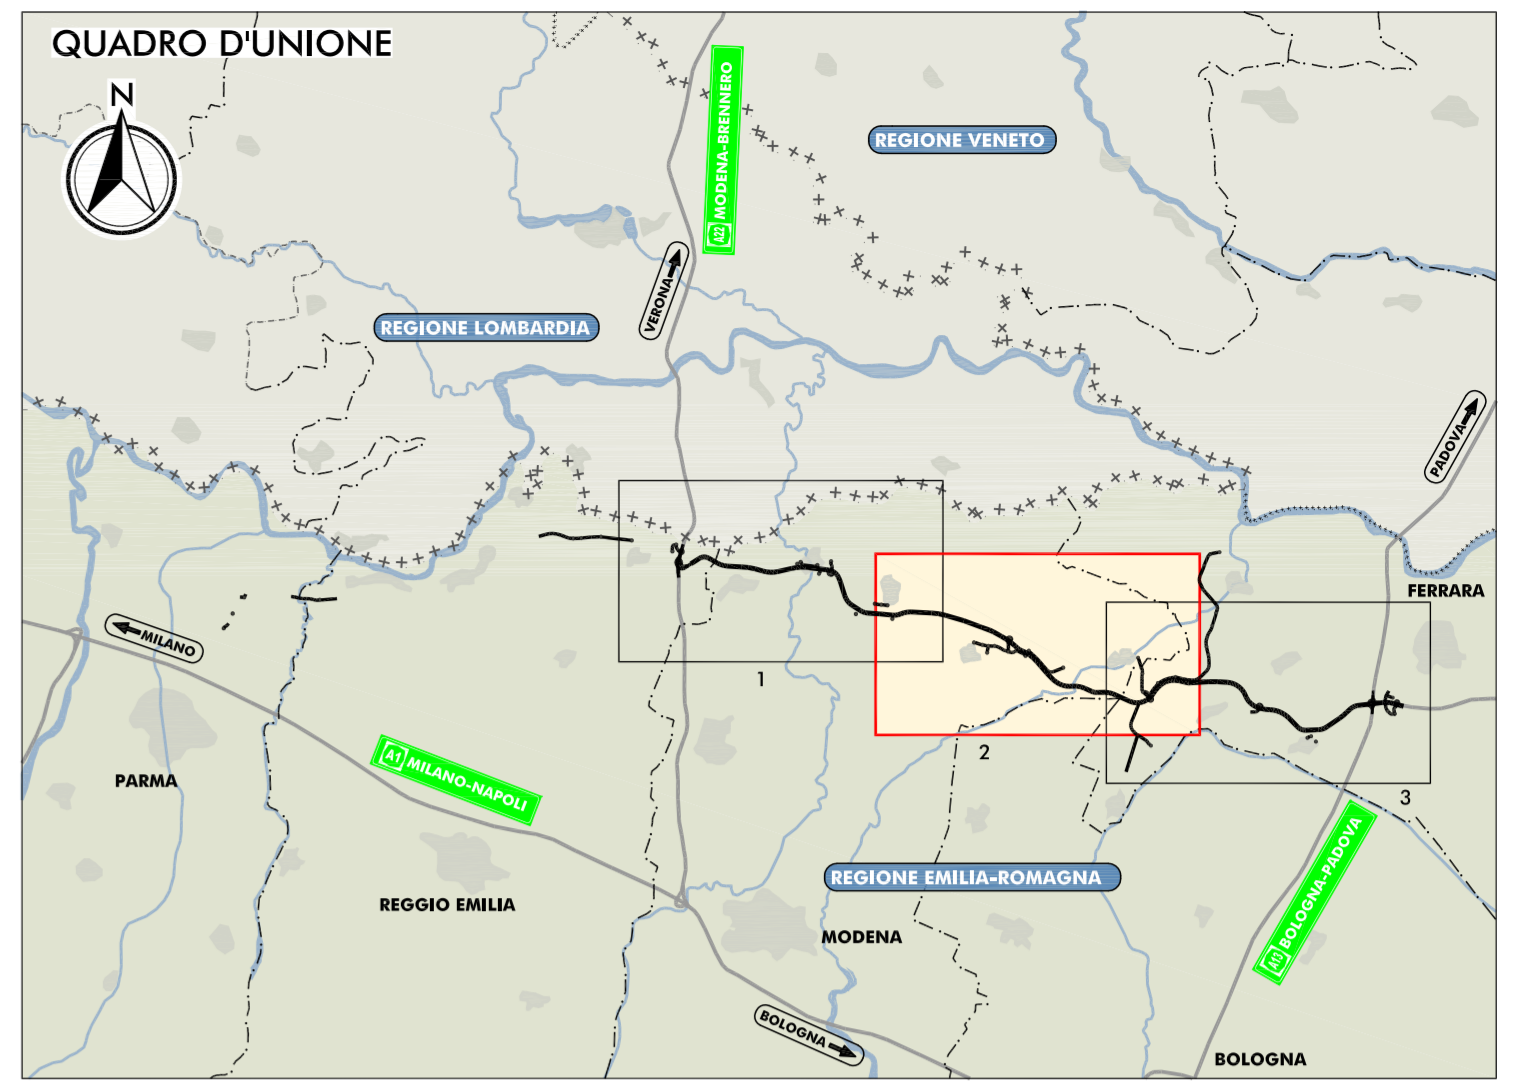 QUADRO D'UNIONE
N
A22 MODENA-BRENNERO
REGIONE VENETO
VERONA
REGIONE LOMBARDIA
PADOVA
FERRARA
MILANO
1
2
3
PARMA
A1 MILANO-NAPOLI
A13 BOLOGNA-PADOVA
REGIONE EMILIA-ROMAGNA
REGGIO EMILIA
MODENA
BOLOGNA
BOLOGNA